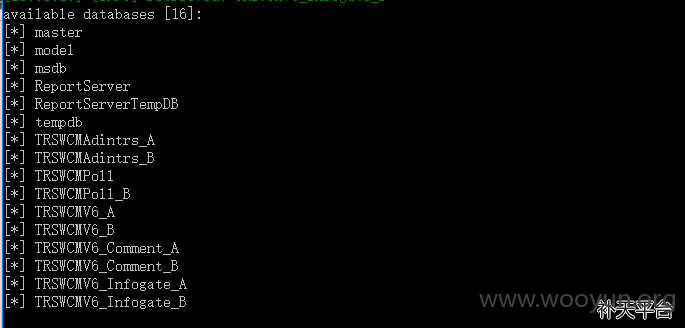 available databases [16]:
[*] master
[*] model
[*] msdb
[*] ReportServer
[*] ReportServerTempDB
[*] tempdb
[*] TRSWCMAdintrs_A
[*] TRSWCMAdintrs_B
[*] TRSWCMPoll
[*] TRSWCMPoll_B
[*] TRSWCMV6_A
[*] TRSWCMV6_B
[*] TRSWCMV6_Comment_A
[*] TRSWCMV6_Comment_B
[*] TRSWCMV6_Infogate_A
[*] TRSWCMV6_Infogate_B
www.wooyun.org
补天平台